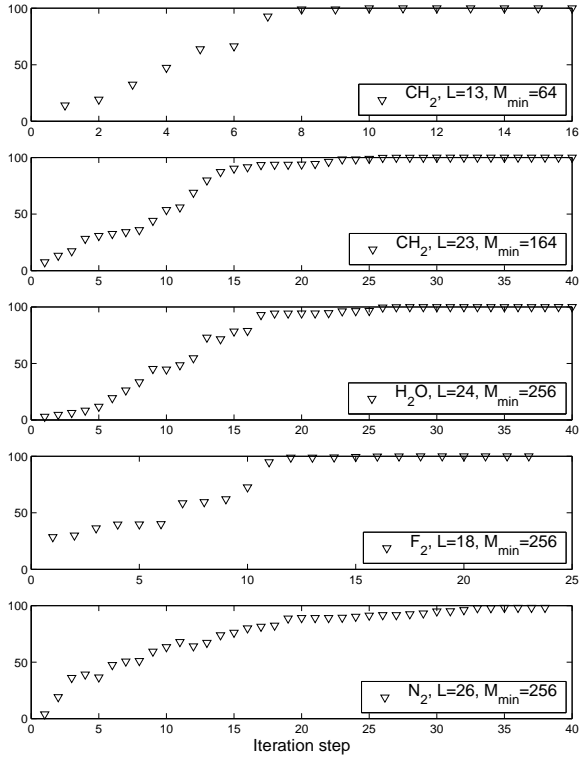 100
50
0
CH2, L=13, Mmin=64
0 2 4 6 8 10 12 14 16
100
50
0
CH2, L=23, Mmin=164
0 5 10 15 20 25 30 35 40
100
50
0
H2O, L=24, Mmin=256
0 5 10 15 20 25 30 35 40
100
50
0
F2, L=18, Mmin=256
0 5 10 15 20 25
100
50
0
N2, L=26, Mmin=256
0 5 10 15 20 25 30 35 40
Iteration step